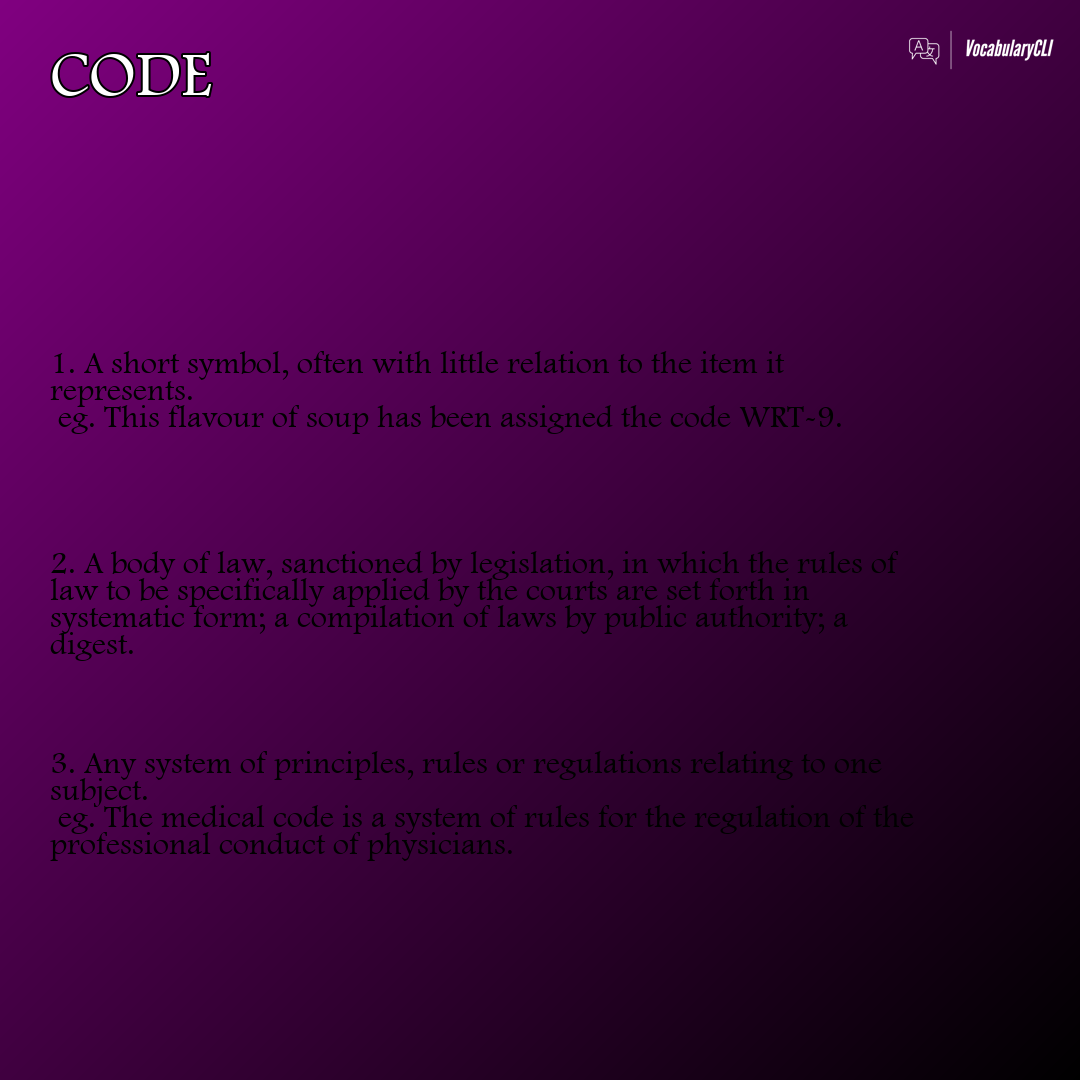 CODE
VocabularyCLI
1. A short symbol, often with little relation to the item it
represents.
eg. This flavour of soup has been assigned the code WRT-9.
2. A body of law, sanctioned by legislation, in which the rules of
law to be specifically applied by the courts are set forth in
systematic form; a compilation of laws by public authority; a
digest.
3. Any system of principles, rules or regulations relating to one
subject.
eg. The medical code is a system of rules for the regulation of the
professional conduct of physicians.